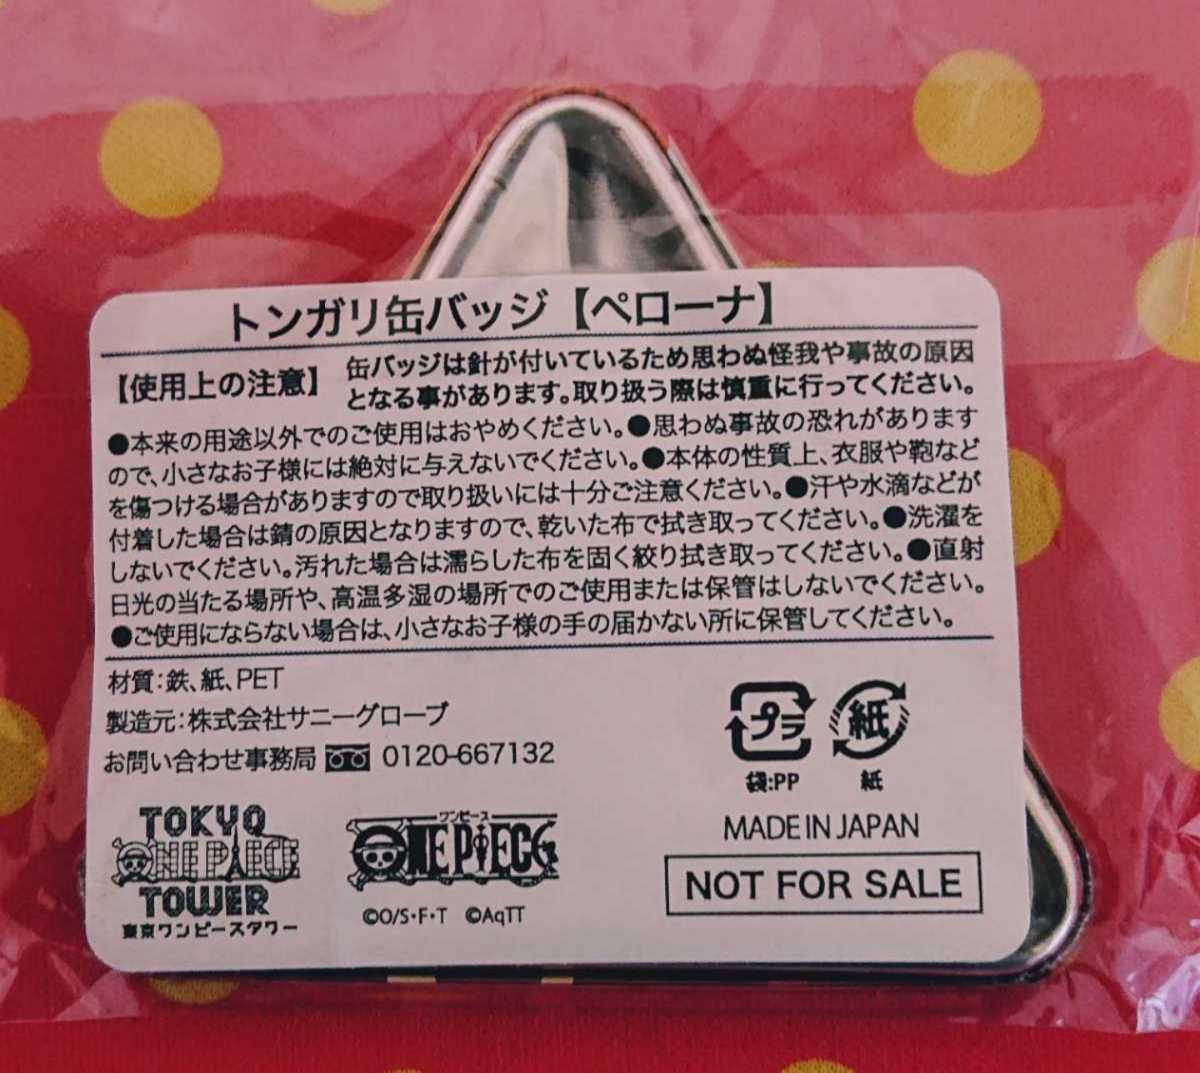 トンガリ缶バッジ【ペローナ】
【使用上の注意】
缶バッジは針が付いているため思わぬ怪我や事故の原因
となる事があります。取り扱う際は慎重に行ってください。
●本来の用途以外でのご使用はおやめください。●思わぬ事故の恐れがあります
ので、小さなお子様には絶対に与えないでください。●本体の性質上、衣服や鞄など
を傷つける場合がありますので取り扱いには十分ご注意ください。●汗や水滴などが
付着した場合は錆の原因となりますので、乾いた布で拭き取ってください。●洗濯を
しないでください。汚れた場合は濡らした布を固く絞り拭き取ってください。●直射
日光の当たる場所や、高温多湿の場所でのご使用または保管はしないでください。
●ご使用にならない場合は、小さなお子様の手の届かない所に保管してください。
材質:鉄、紙、PET
製造元:株式会社サニーグローブ
お問い合わせ事務局 0120-667132
プラ
袋:PP
紙
紙
MADE IN JAPAN
NOT FOR SALE
TOKYO
ONE PIECE
TOWER
東京ワンピースタワー
ワンピース
ONE PIECE
©O/S・F・T ©AqTT